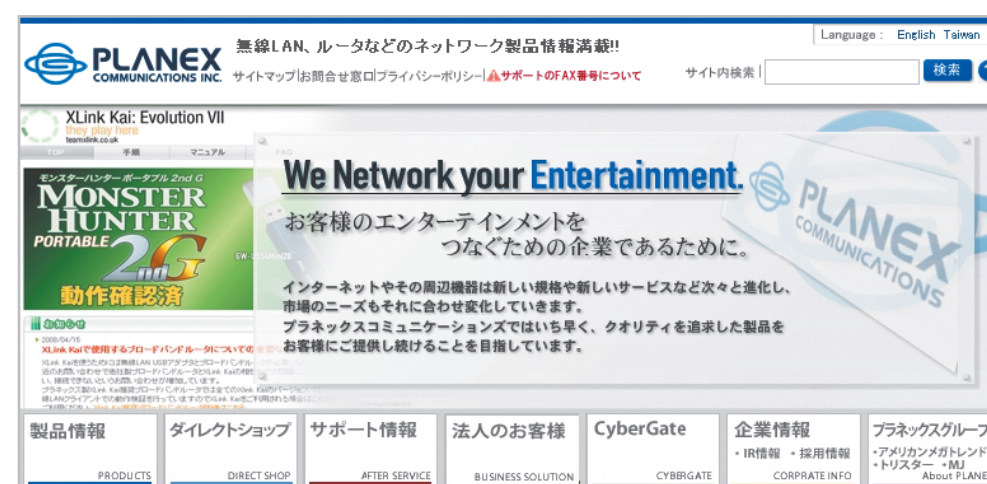 Language : English Taiwan
PLANEX
COMMUNICATIONS INC.
無線LAN、ルータなどのネットワーク製品情報満載!!
サイトマップ|お問合せ窓口|プライバシーポリシー|サポートのFAX番号について
サイト内検索
検索
XLink Kai: Evolution VII
they play here
teamxlink.co.uk
TOP 手順 マニュアル FAQ
モンスターハンターポータブル 2nd G
MONSTER
HUNTER
PORTABLE
2nd G
動作確認済
We Network your Entertainment.
お客様のエンターテインメントを
つなぐための企業であるために。
インターネットやその周辺機器は新しい規格や新しいサービスなど次々と進化し、
市場のニーズもそれに合わせ変化していきます。
プラネックスコミュニケーションズではいち早く、クオリティを追求した製品を
お客様にご提供し続けることを目指しています。
PLANEX
COMMUNICATIONS
お知らせ
2008/04/15
XLink Kaiで使用するブロードバンドルータについての
製品情報
PRODUCTS
ダイレクトショップ
DIRECT SHOP
サポート情報
AFTER SERVICE
法人のお客様
BUSINESS SOLUTION
CyberGate
CYBERGATE
企業情報
・IR情報 ・採用情報
CORPRATE INFO
プラネックスグループ
・アメリカンメガトレンド
・トリスター ・MJ
About PLANE